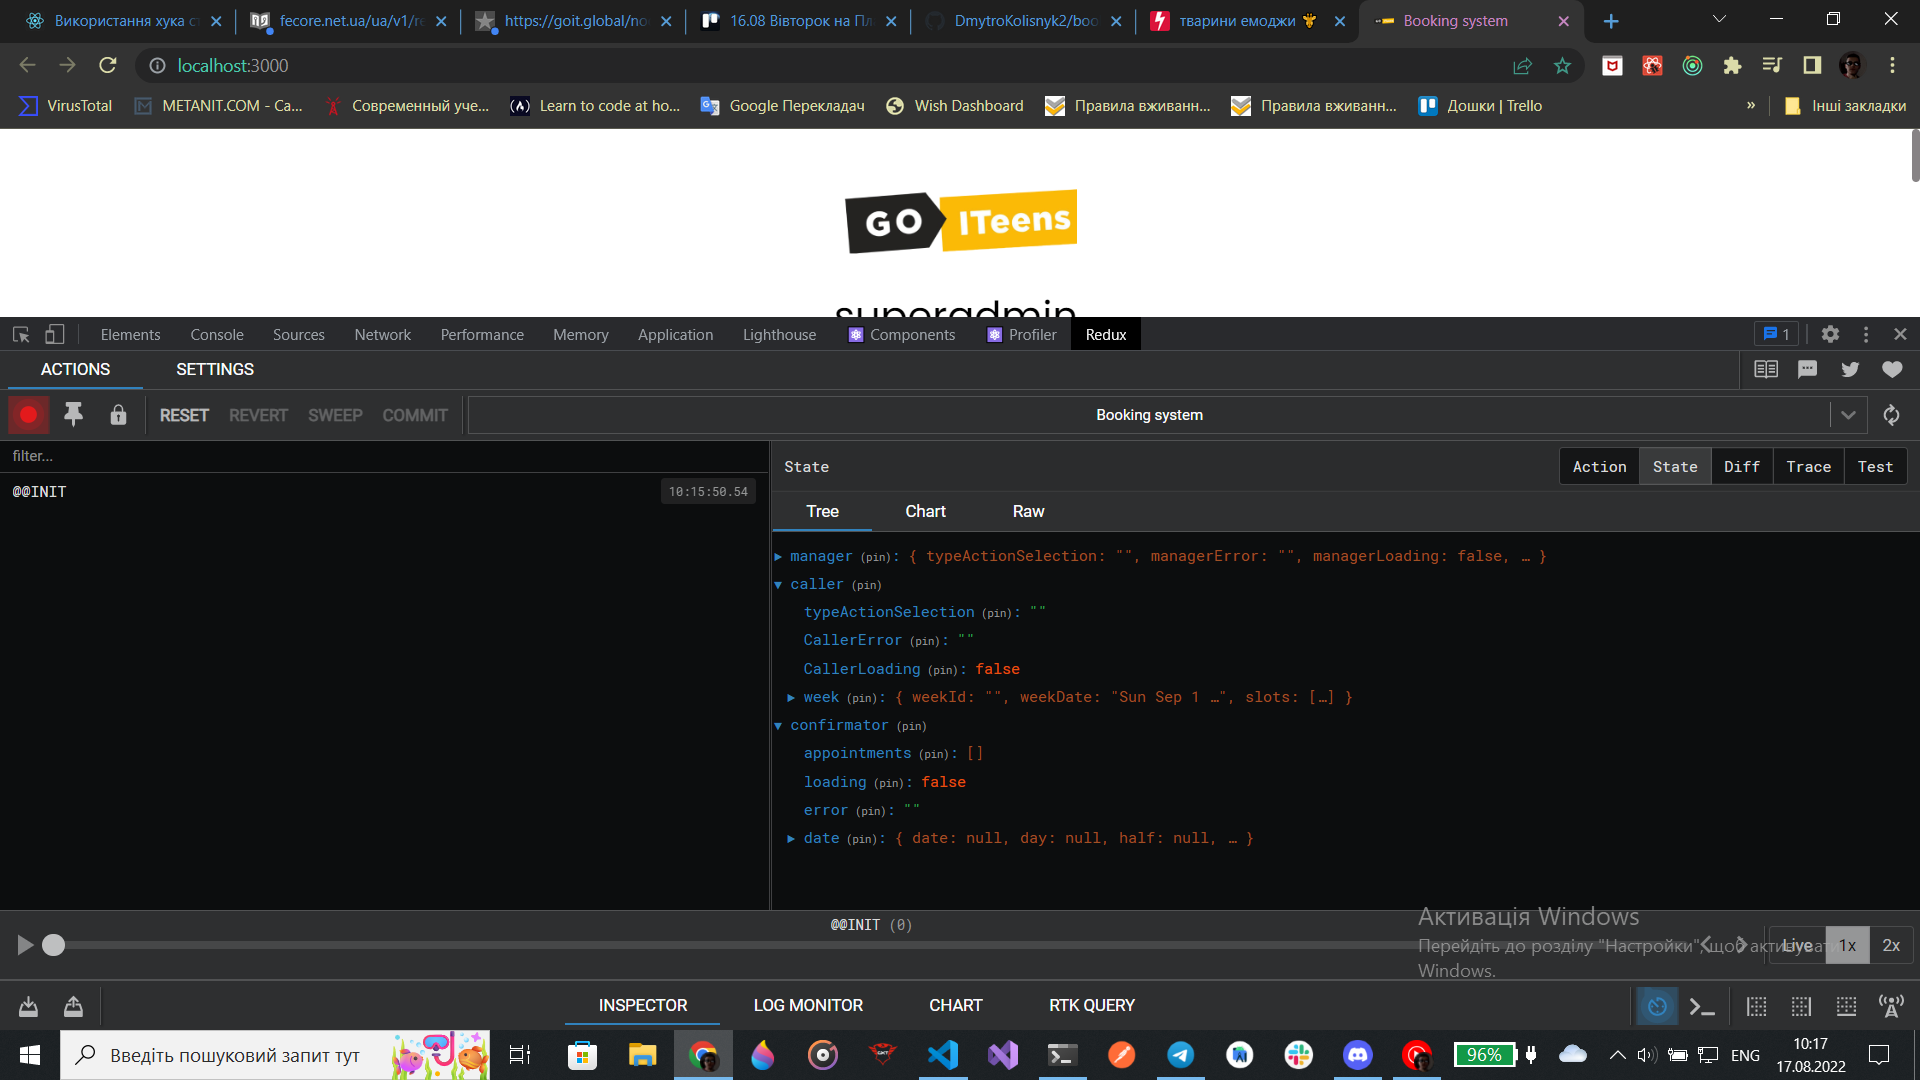 Використання хука ст
fecore.net.ua/ua/v1/re
https://goit.global/no
16.08 Вівторок на Пл
DmytroKolisnyk2/boo
тварини емоджи
Booking system
localhost:3000
VirusTotal
METANIT.COM - Са...
Современный уче...
Learn to code at ho...
Google Перекладач
Wish Dashboard
Правила вживанн...
Правила вживанн...
Дошки | Trello
»
Інші закладки
GO ITeens
superadmin
Elements Console Sources Network Performance Memory Application Lighthouse Components Profiler Redux 1
ACTIONS SETTINGS
RESET REVERT SWEEP COMMIT Booking system
filter...
@@INIT 10:15:50.54
State Action State Diff Trace Test
Tree Chart Raw
manager (pin): { typeActionSelection: "", managerError: "", managerLoading: false, … }
caller (pin)
typeActionSelection (pin): ""
CallerError (pin): ""
CallerLoading (pin): false
week (pin): { weekId: "", weekDate: "Sun Sep 1 …", slots: […] }
confirmator (pin)
appointments (pin): []
loading (pin): false
error (pin): ""
date (pin): { date: null, day: null, half: null, … }
@@INIT (0)
Live 1x 2x
Активація Windows
Перейдіть до розділу "Настройки", щоб активувати
Windows.
INSPECTOR LOG MONITOR CHART RTK QUERY
Введіть пошуковий запит тут
96%
ENG
10:17
17.08.2022